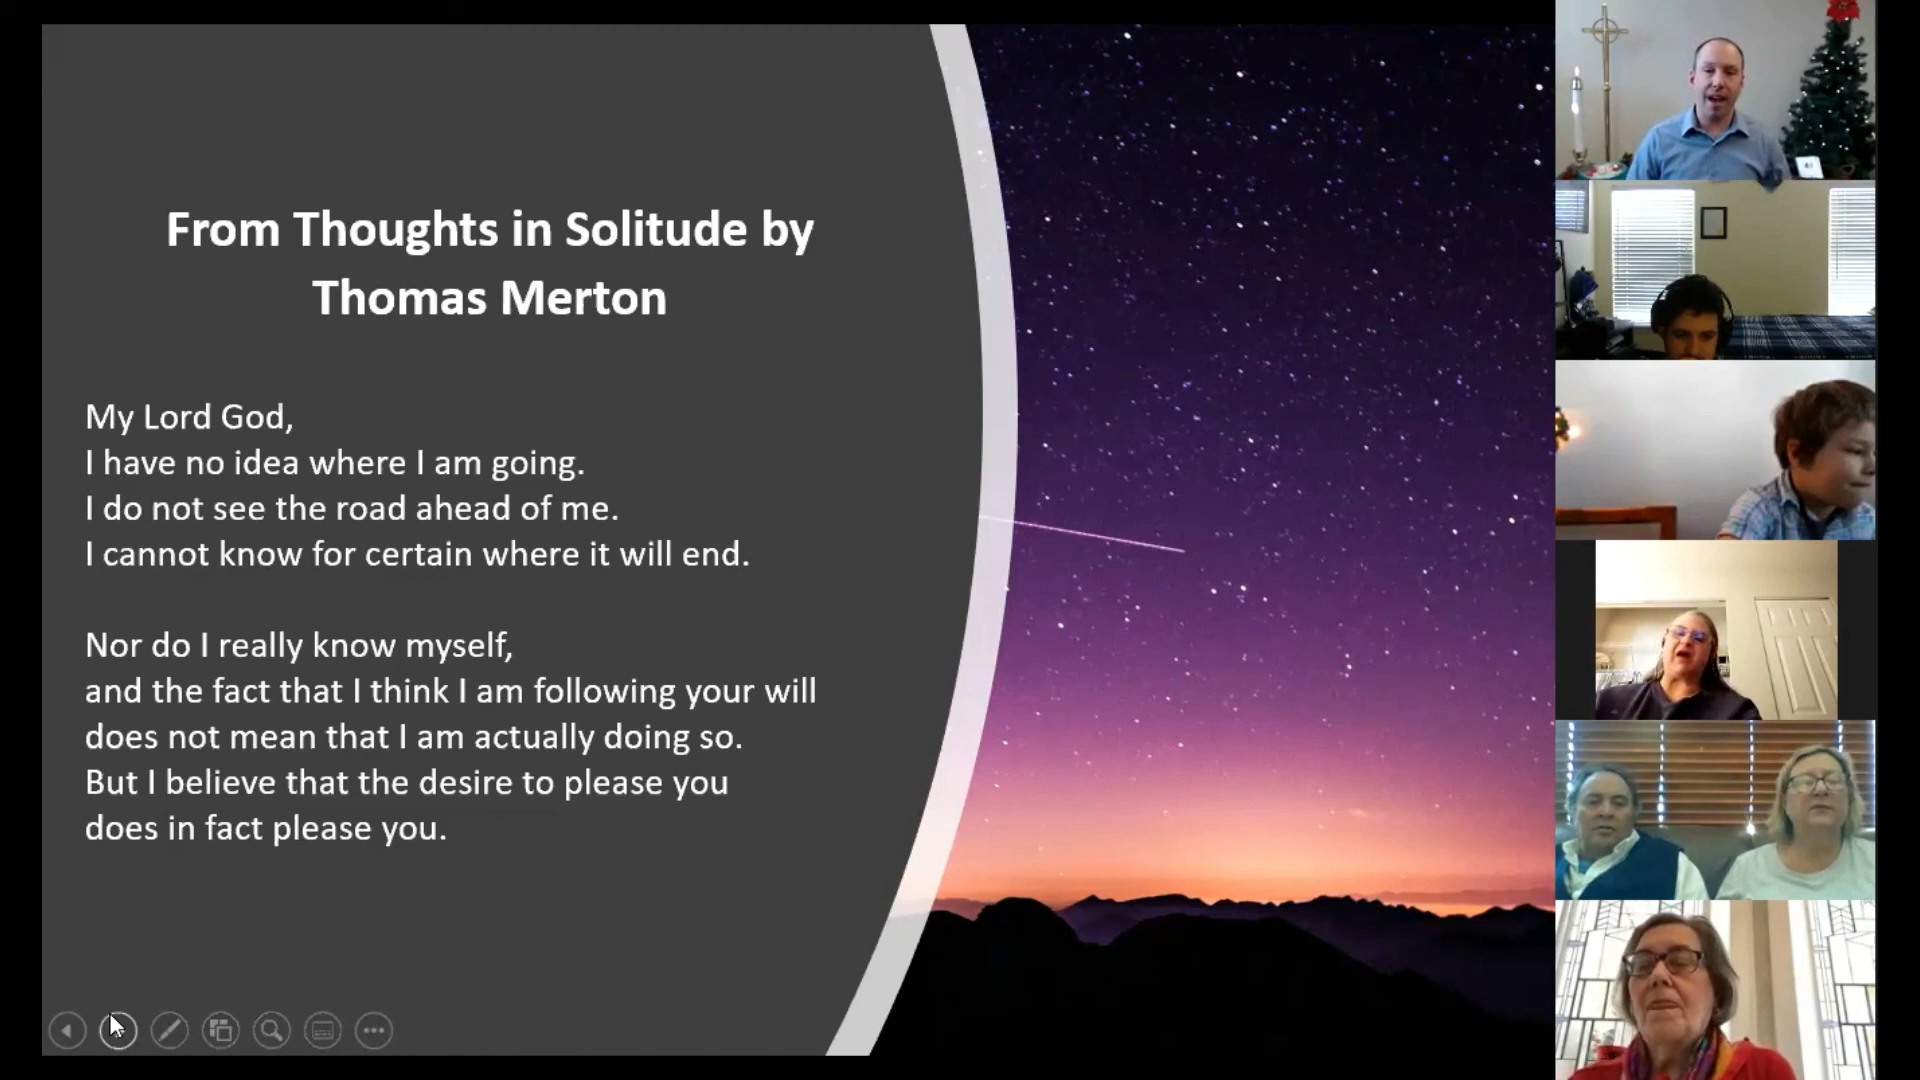 From Thoughts in Solitude by
Thomas Merton
My Lord God,
I have no idea where I am going.
I do not see the road ahead of me.
I cannot know for certain where it will end.
Nor do I really know myself,
and the fact that I think I am following your will
does not mean that I am actually doing so.
But I believe that the desire to please you
does in fact please you.